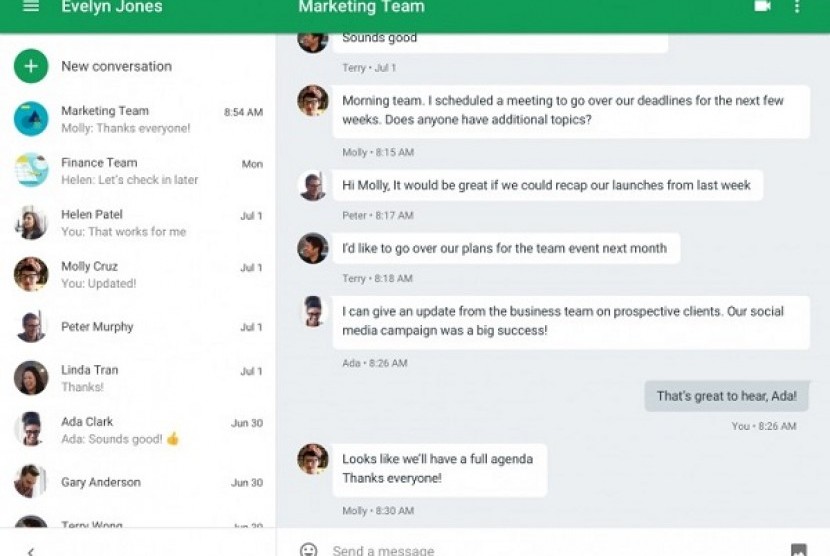 Evelyn Jones
New conversation
Marketing Team
8:54 AM
Molly: Thanks everyone!
Finance Team
Mon
Helen: Let's check in later
Helen Patel
Jul 1
You: That works for me
Molly Cruz
Jul 1
You: Updated!
Peter Murphy
Jul 1
Linda Tran
Jul 1
Thanks!
Ada Clark
Jun 30
Ada: Sounds good! 👍
Gary Anderson
Jun 30
Terry Wong
Jun 30
Marketing Team
Sounds good
Terry • Jul 1
Morning team. I scheduled a meeting to go over our deadlines for the next few
weeks. Does anyone have additional topics?
Molly • 8:15 AM
Hi Molly, It would be great if we could recap our launches from last week
Peter • 8:17 AM
I'd like to go over our plans for the team event next month
Terry • 8:18 AM
I can give an update from the business team on prospective clients. Our social
media campaign was a big success!
Ada • 8:26 AM
That's great to hear, Ada!
You • 8:26 AM
Looks like we'll have a full agenda
Thanks everyone!
Molly • 8:30 AM
Send a message